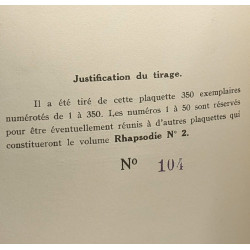 Justification du tirage.
Il a été tiré de cette plaquette 350 exemplaires
numérotés de 1 à 350. Les numéros 1 à 50 sont réservés
pour être éventuellement réunis à d'autres plaquettes qui
constitueront le volume Rhapsodie N° 2.
N° 104